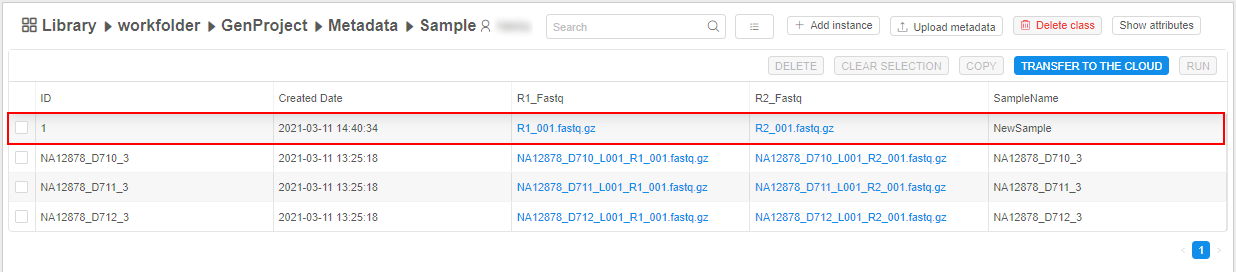 Library workfolder GenProject Metadata Sample Search Add instance Upload metadata Delete class Show attributes
DELETE CLEAR SELECTION COPY TRANSFER TO THE CLOUD RUN
ID Created Date R1_Fastq R2_Fastq SampleName
1 2021-03-11 14:40:34 R1_001.fastq.gz R2_001.fastq.gz NewSample
NA12878_D710_3 2021-03-11 13:25:18 NA12878_D710_L001_R1_001.fastq.gz NA12878_D710_L001_R2_001.fastq.gz NA12878_D710_3
NA12878_D711_3 2021-03-11 13:25:18 NA12878_D711_L001_R1_001.fastq.gz NA12878_D711_L001_R2_001.fastq.gz NA12878_D711_3
NA12878_D712_3 2021-03-11 13:25:18 NA12878_D712_L001_R1_001.fastq.gz NA12878_D712_L001_R2_001.fastq.gz NA12878_D712_3
1